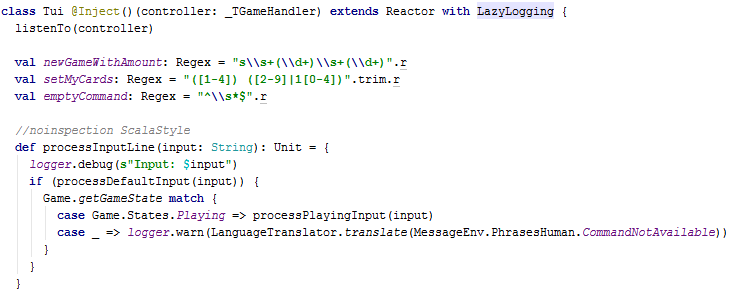 class Tui @Inject()(controller: _TGameHandler) extends Reactor with LazyLogging {
  listenTo(controller)

  val newGameWithAmount: Regex = "s\\s+(\\d+)\\s+(\\d+)".r
  val setMyCards: Regex = "([1-4]) ([2-9]|1[0-4])".trim.r
  val emptyCommand: Regex = "^\\s*$".r

  //noinspection ScalaStyle
  def processInputLine(input: String): Unit = {
    logger.debug(s"Input: $input")
    if (processDefaultInput(input)) {
      Game.getGameState match {
        case Game.States.Playing => processPlayingInput(input)
        case _ => logger.warn(LanguageTranslator.translate(MessageEnv.PhrasesHuman.CommandNotAvailable))
      }
    }
  }